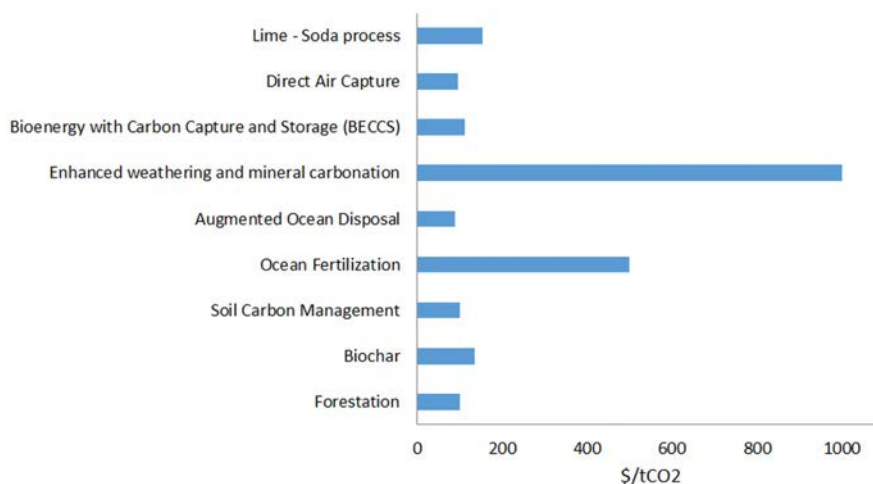 Lime - Soda process
Direct Air Capture
Bioenergy with Carbon Capture and Storage (BECCS)
Enhanced weathering and mineral carbonation
Augmented Ocean Disposal
Ocean Fertilization
Soil Carbon Management
Biochar
Forestation
0 200 400 600 800 1000
$/tCO2